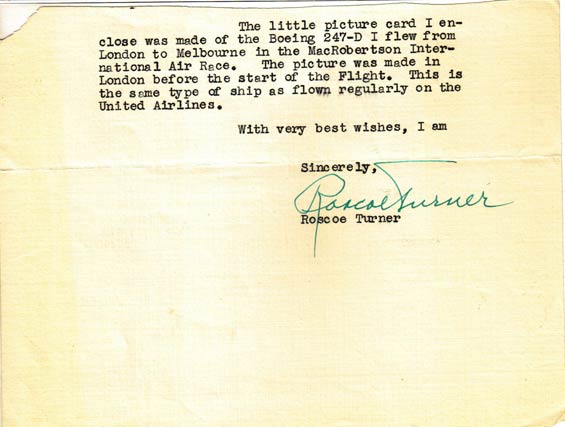 The little picture card I en-
close was made of the Boeing 247-D I flew from
London to Melbourne in the MacRobertson Inter-
national Air Race.  The picture was made in
London before the start of the Flight.  This is
the same type of ship as flown regularly on the
United Airlines.
With very best wishes, I am
Sincerely,
Roscoe Turner
Roscoe Turner